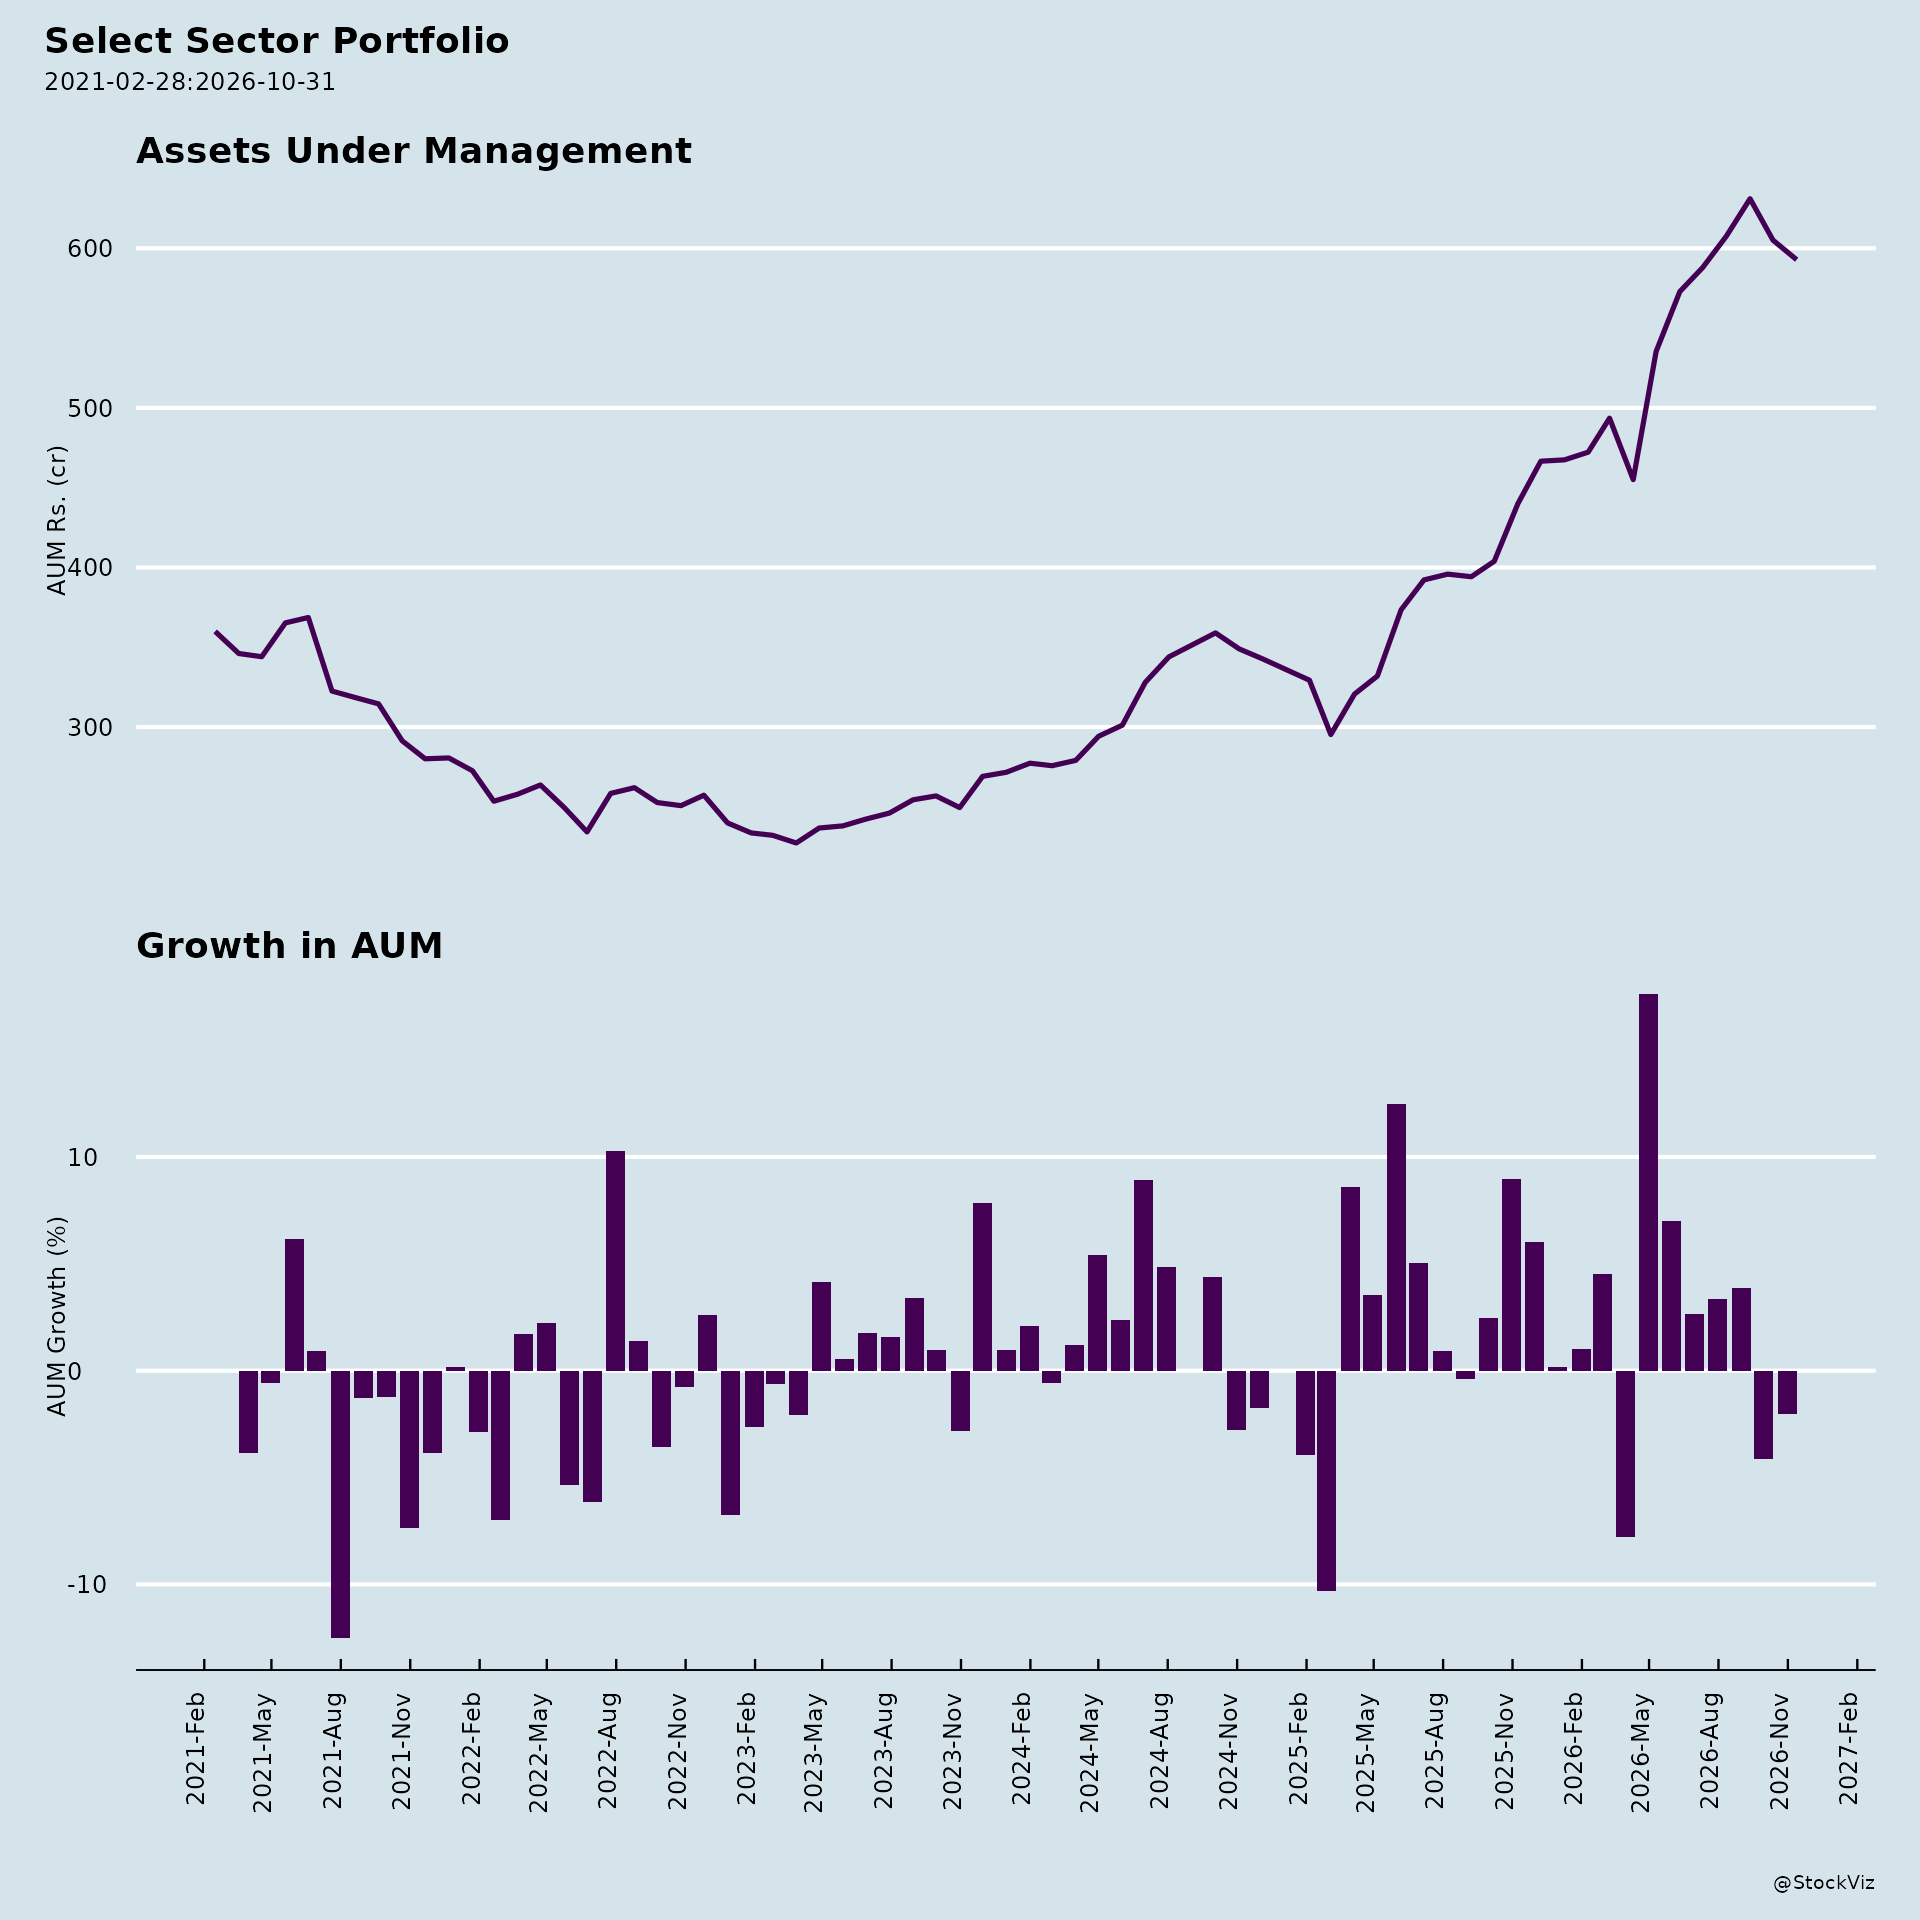 Select Sector Portfolio
2021-02-28:2026-10-31
Assets Under Management
AUM Rs. (cr)
600
500
400
300
Growth in AUM
AUM Growth (%)
10
0
-10
2021-Feb
2021-May
2021-Aug
2021-Nov
2022-Feb
2022-May
2022-Aug
2022-Nov
2023-Feb
2023-May
2023-Aug
2023-Nov
2024-Feb
2024-May
2024-Aug
2024-Nov
2025-Feb
2025-May
2025-Aug
2025-Nov
2026-Feb
2026-May
2026-Aug
2026-Nov
2027-Feb
@StockViz